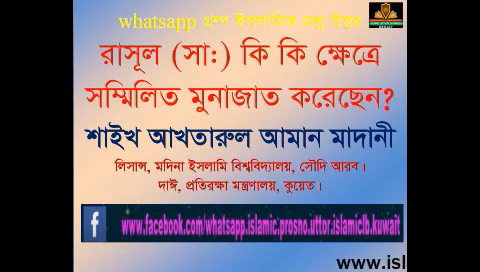 whatsapp গ্রুপ ইসলামিক প্রশ্ন উত্তর
রাসূল (সা:) কি কি ক্ষেত্রে
সম্মিলিত মুনাজাত করেছেন?
শাইখ আখতারুল আমান মাদানী
লিসান্স, মদিনা ইসলামি বিশ্ববিদ্যালয়, সৌদি আরব।
দাঈ, প্রতিরক্ষা মন্ত্রণালয়, কুয়েত।
f www.facebook.com/whatsapp.islamic.prosno.uttor.islamiclb.kuwait
www.isl